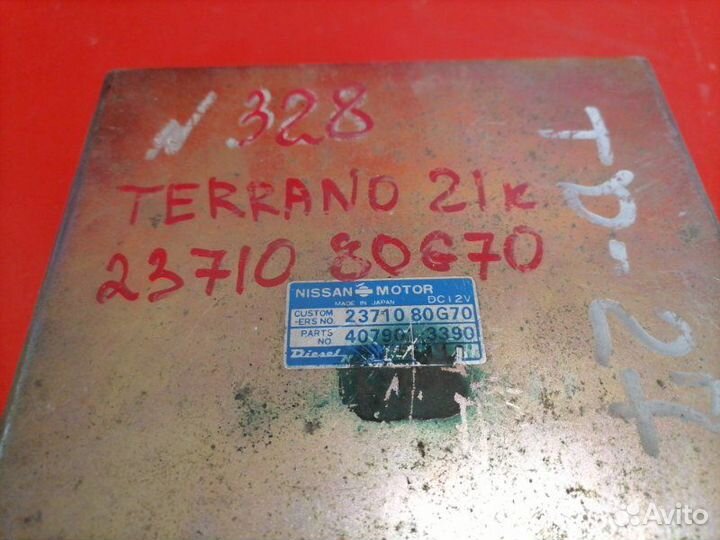 N 328
TERRANO 21к
23710 80G70
TD-27
NISSAN MOTOR
MADE IN JAPAN DC12V
CUSTOM -ERS NO. 23710 80G70
PARTS NO. 407901 3390
Diesel
Avito